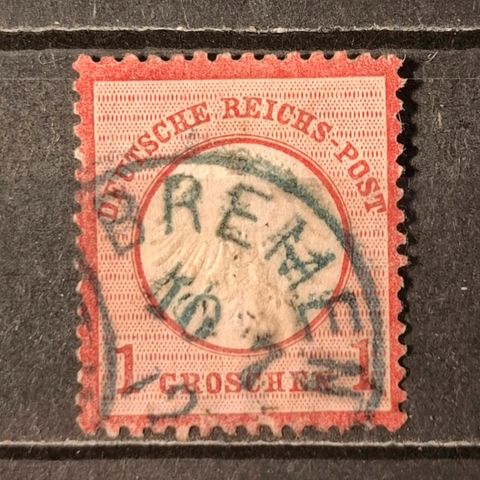 DEUTSCHE REICHS-POST
BREMEN
1 GROSCHEN 1